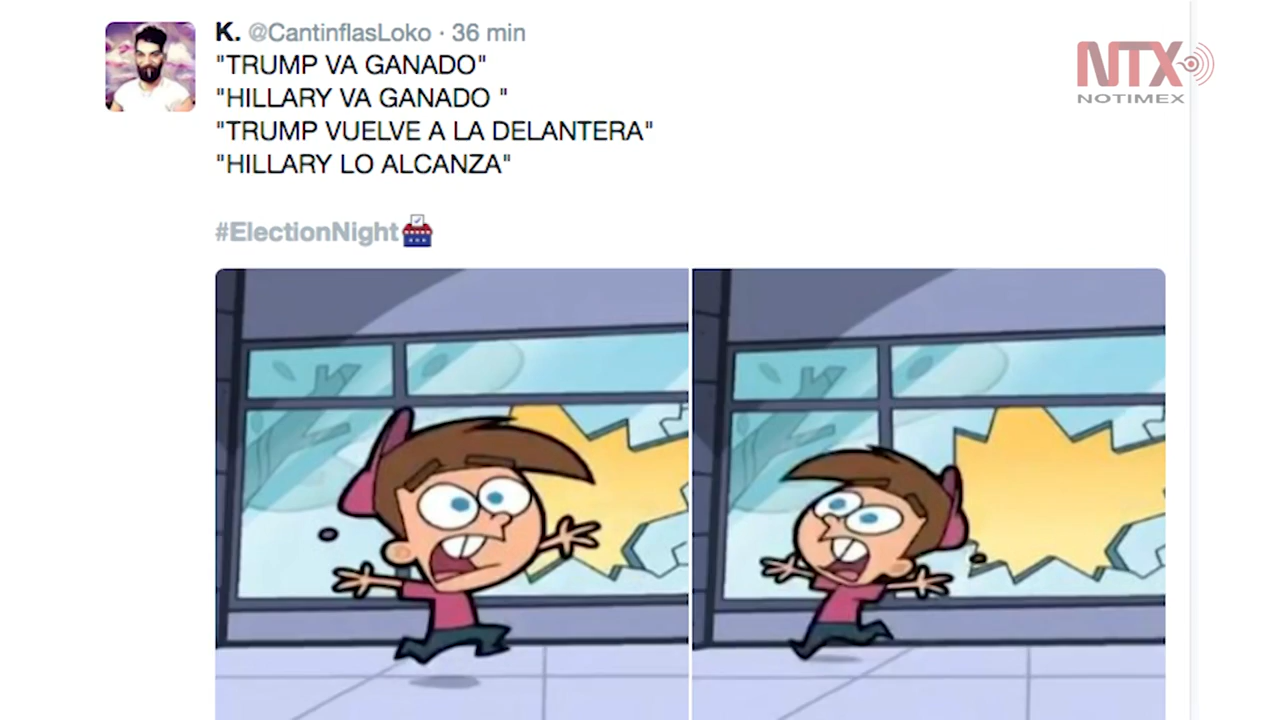 K. @CantinflasLoko · 36 min
"TRUMP VA GANADO"
"HILLARY VA GANADO "
"TRUMP VUELVE A LA DELANTERA"
"HILLARY LO ALCANZA"
#ElectionNight
NTX
NOTIMEX